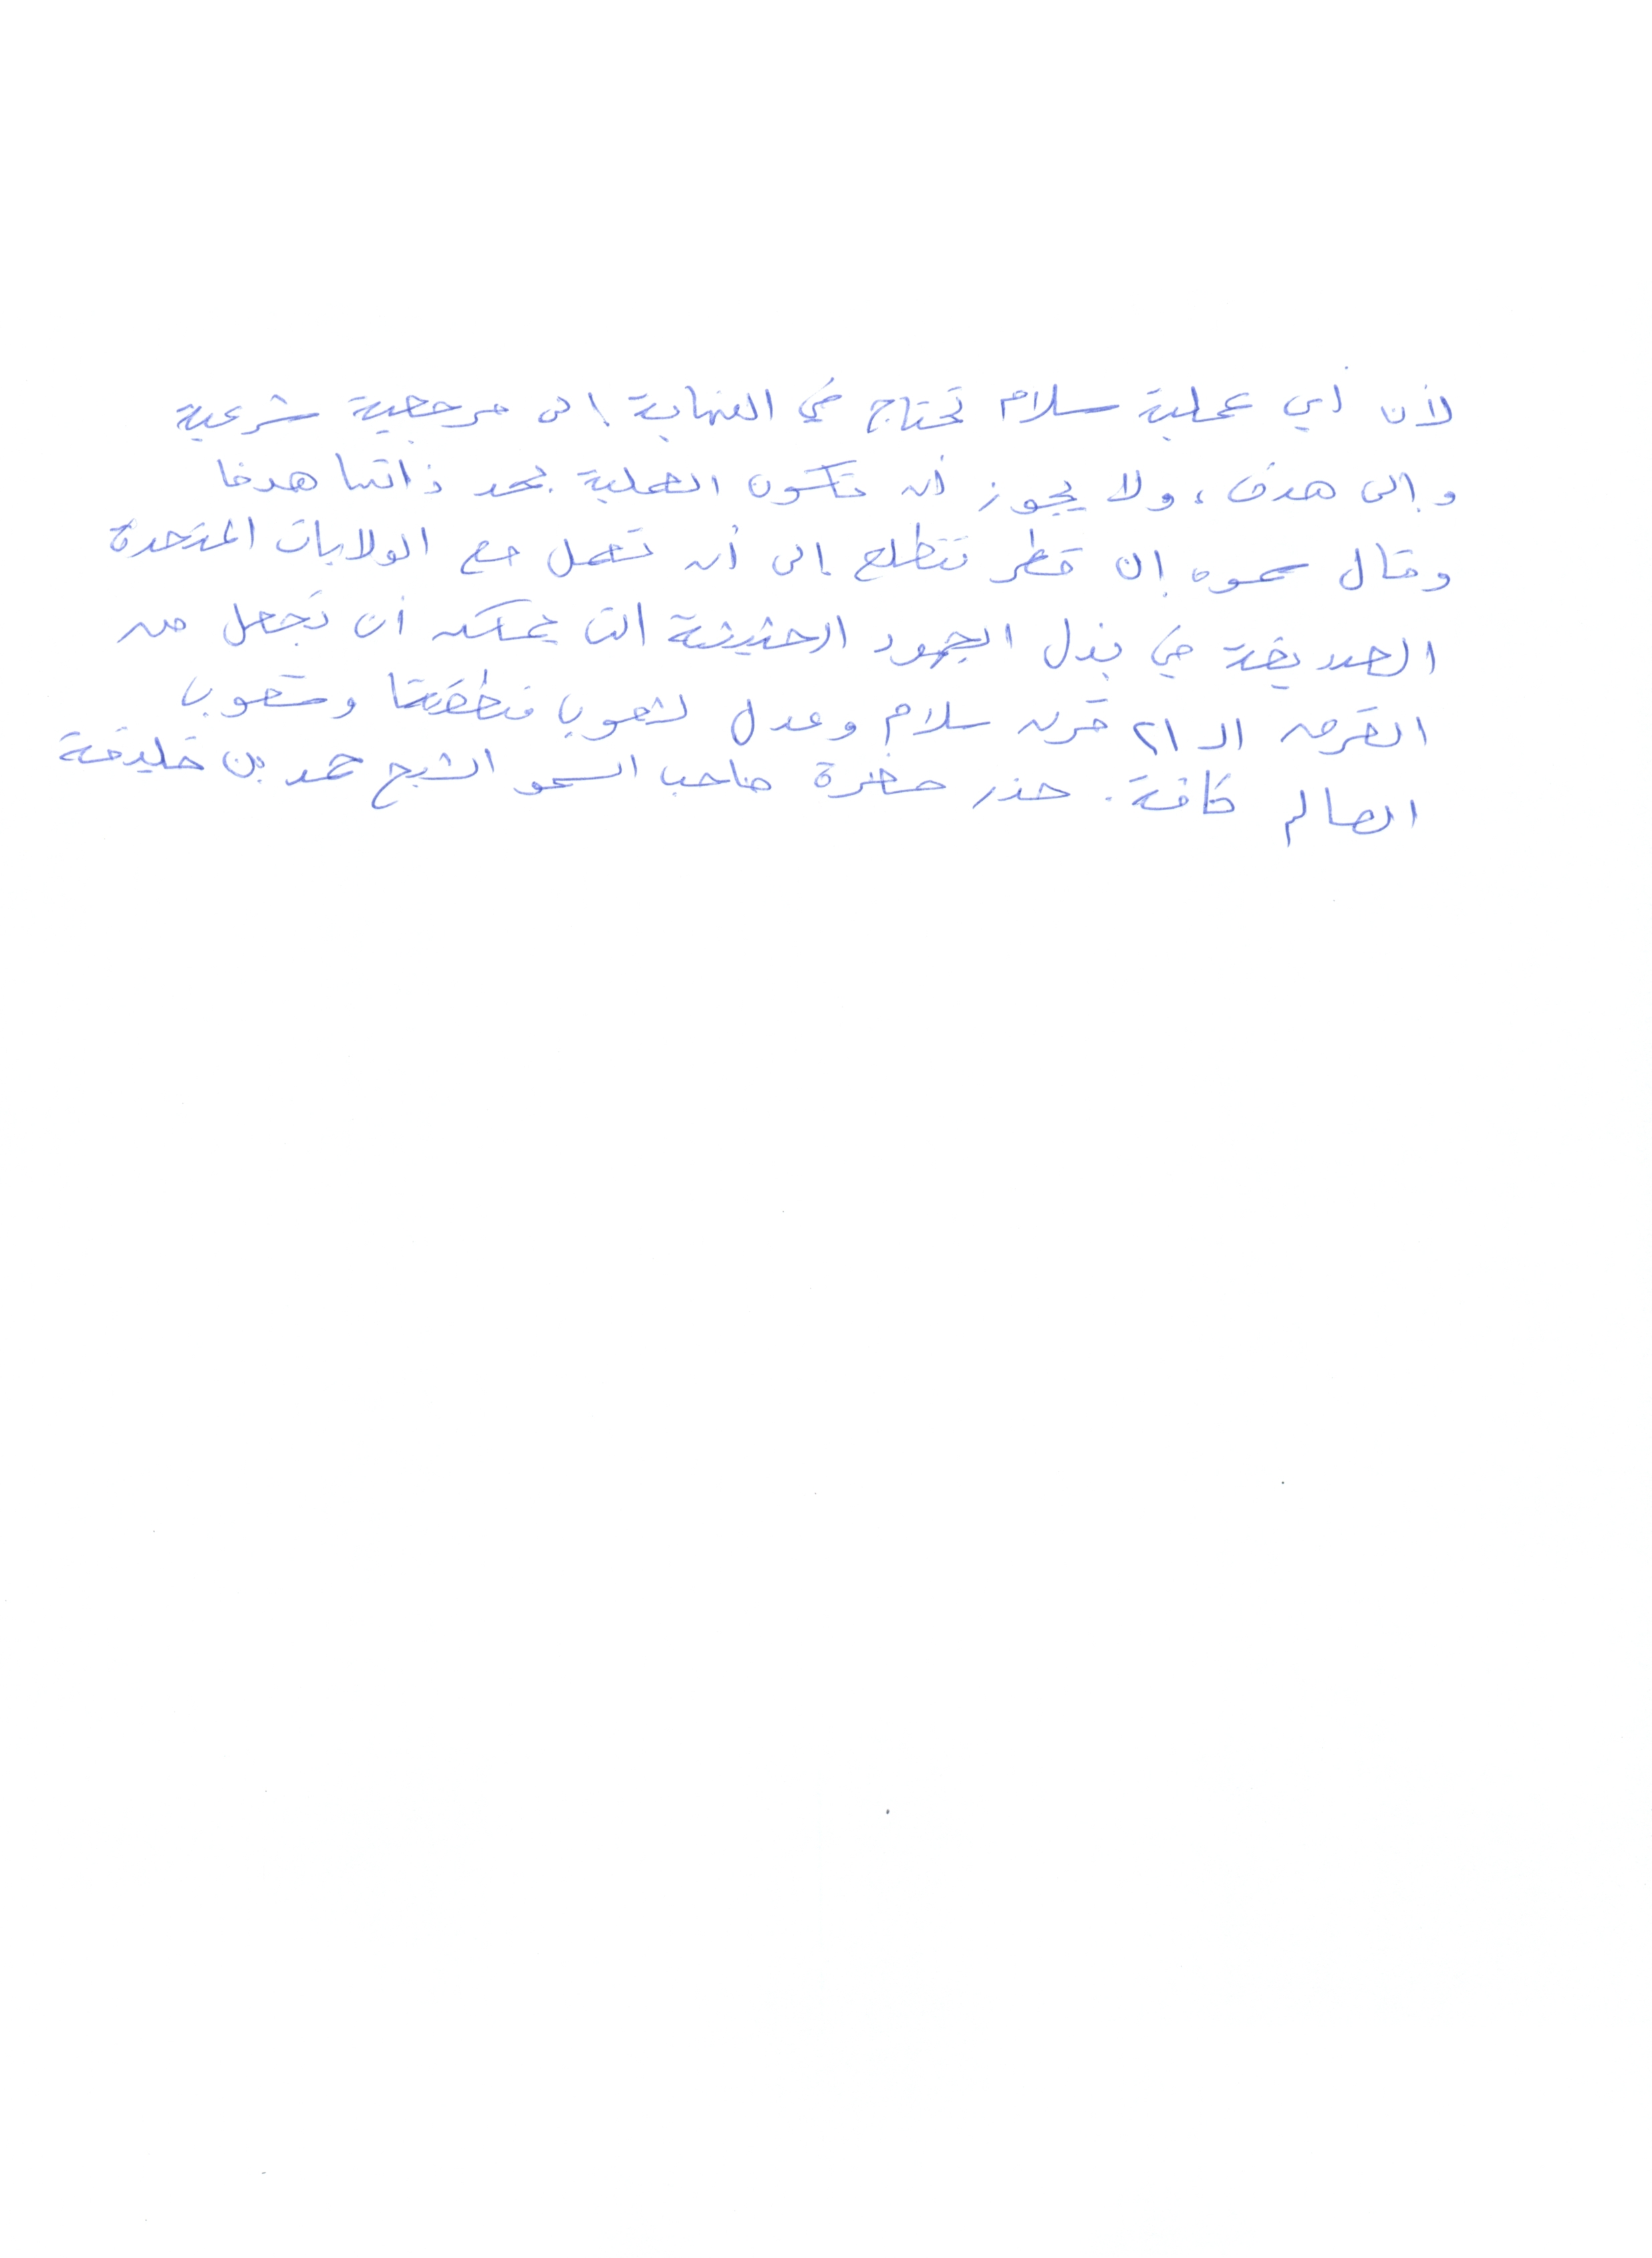 لأن أي عملية سلام تحتاج في النهاية إلى مرجعية شرعية
وإلى هدف، ولا يجوز أن تكون العملية بحد ذاتها هدفا
وقال سموه إن قطر تتطلع إلى أن تعمل مع الولايات المتحدة
الصديقة في بذل الجهود الحثيثة التي يمكن أن تجعل من
القرن الـ ٢١ قرن سلام وعدل لشعوب منطقتنا وشعوب
العالم كافة. حذر حضرة صاحب السمو الشيخ حمد بن خليفة